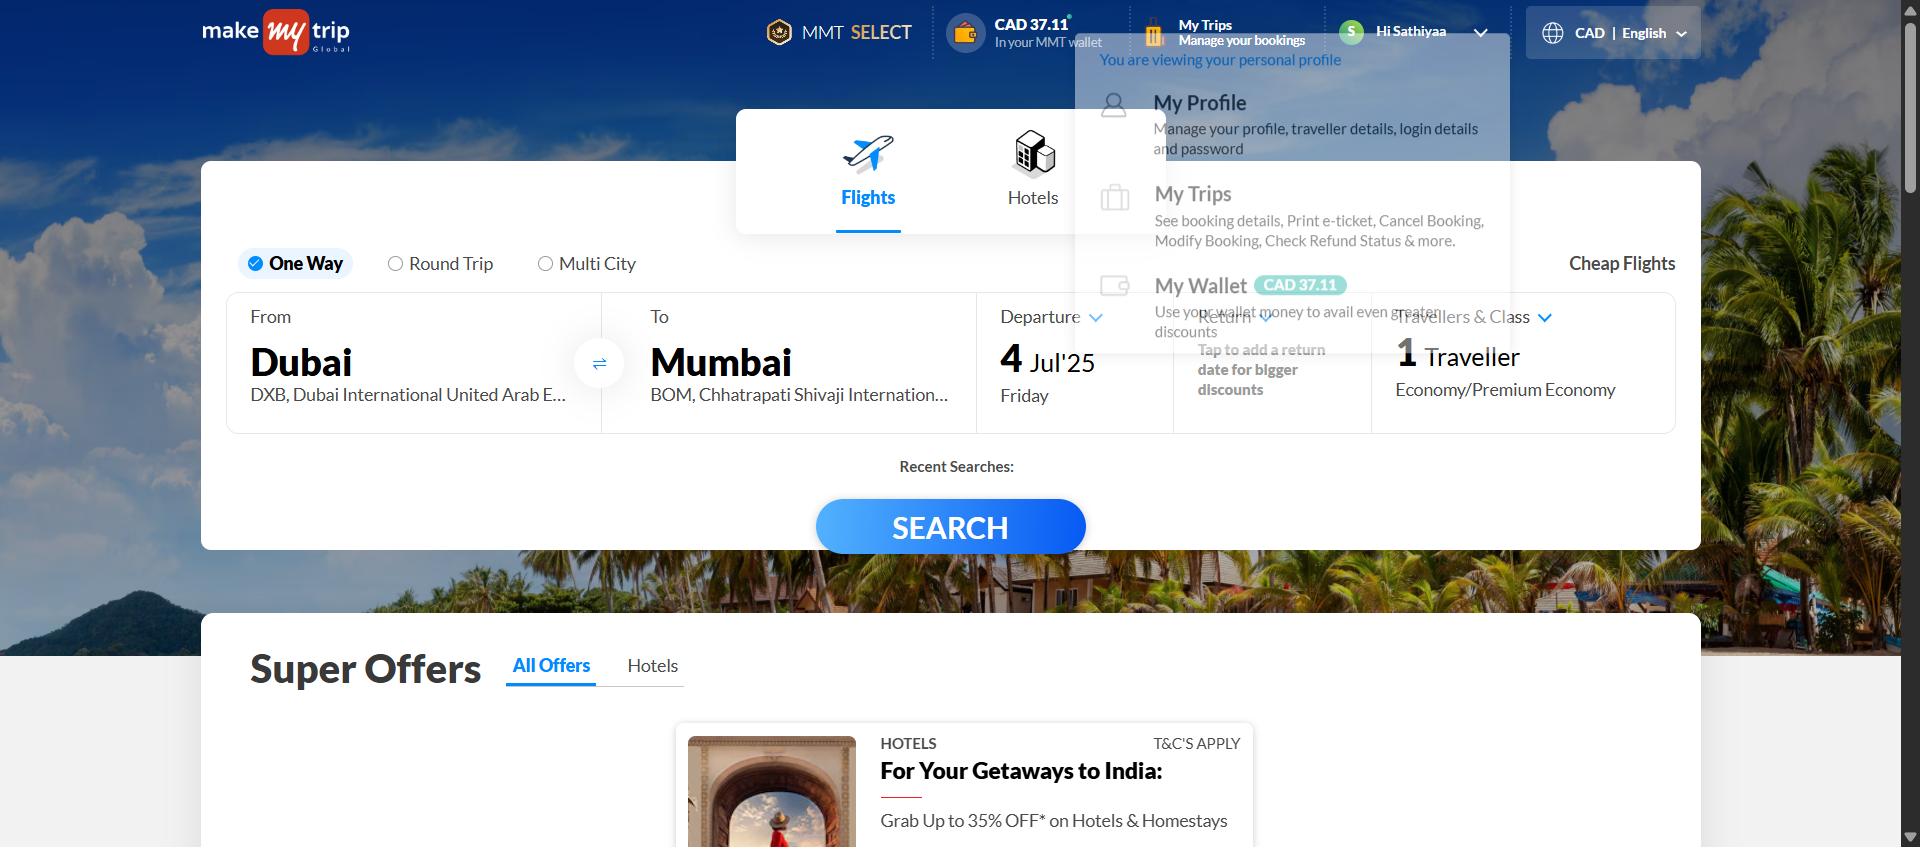 make my trip
Global
MMT SELECT
CAD 37.11
In your MMT wallet
My Trips
Manage your bookings
S
Hi Sathiyaa
CAD | English
You are viewing your personal profile
My Profile
Manage your profile, traveller details, login details
and password
My Trips
See booking details, Print e-ticket, Cancel Booking,
Modify Booking, Check Refund Status & more.
My Wallet CAD 37.11
Use your wallet money to avail even greater
discounts
Flights
Hotels
One Way
Round Trip
Multi City
Cheap Flights
From
Dubai
DXB, Dubai International United Arab E...
To
Mumbai
BOM, Chhatrapati Shivaji Internation...
Departure
4 Jul'25
Friday
Return
Tap to add a return
date for bigger
discounts
Travellers & Class
1 Traveller
Economy/Premium Economy
Recent Searches:
SEARCH
Super Offers
All Offers
Hotels
HOTELS
T&C'S APPLY
For Your Getaways to India:
Grab Up to 35% OFF* on Hotels & Homestays